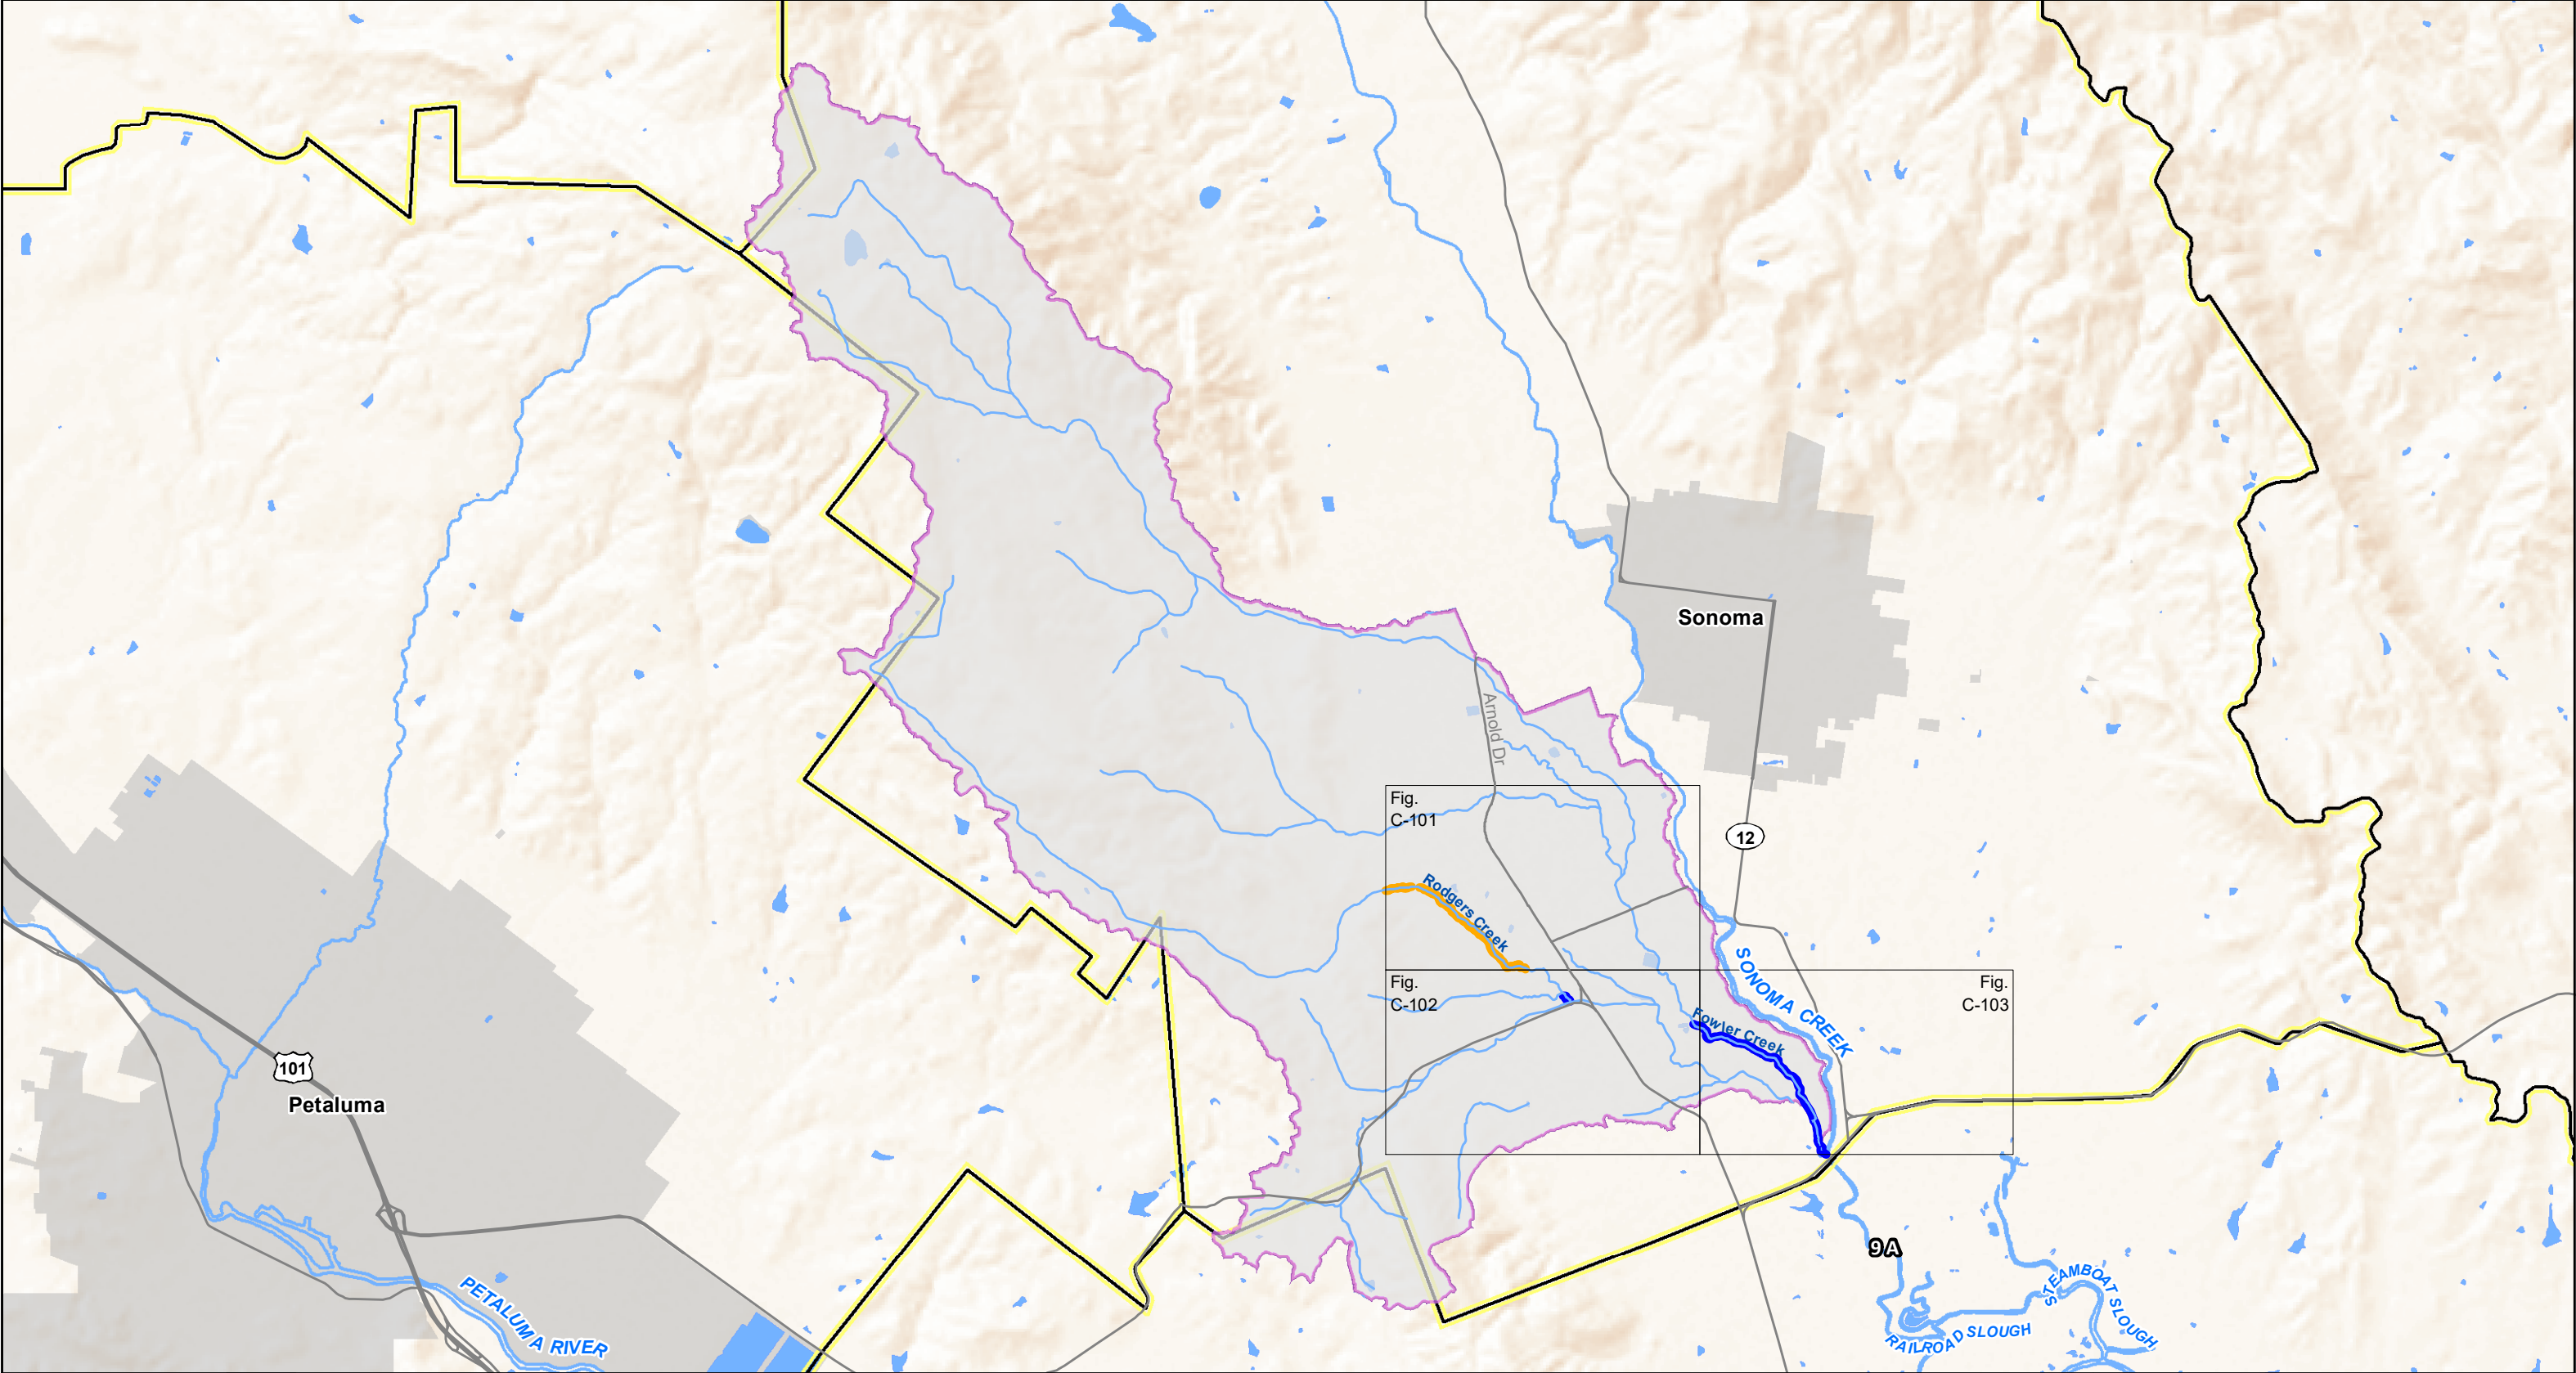 Sonoma
Arnold Dr
Fig.
C-101
12
Rodgers Creek
SONOMA CREEK
Fig.
C-102
Fig.
C-103
Fowler Creek
101
Petaluma
9A
PETALUMA RIVER
STEAMBOAT SLOUGH
RAILROAD SLOUGH